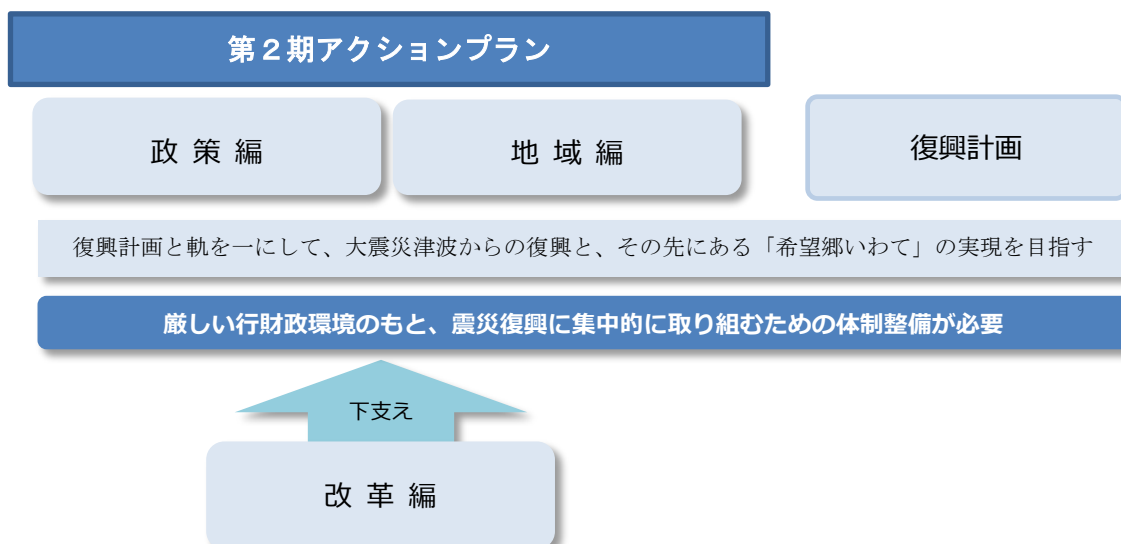 第２期アクションプラン
政 策 編
地 域 編
復興計画
復興計画と軌を一にして、大震災津波からの復興と、その先にある「希望郷いわて」の実現を目指す
厳しい行財政環境のもと、震災復興に集中的に取り組むための体制整備が必要
下支え
改 革 編